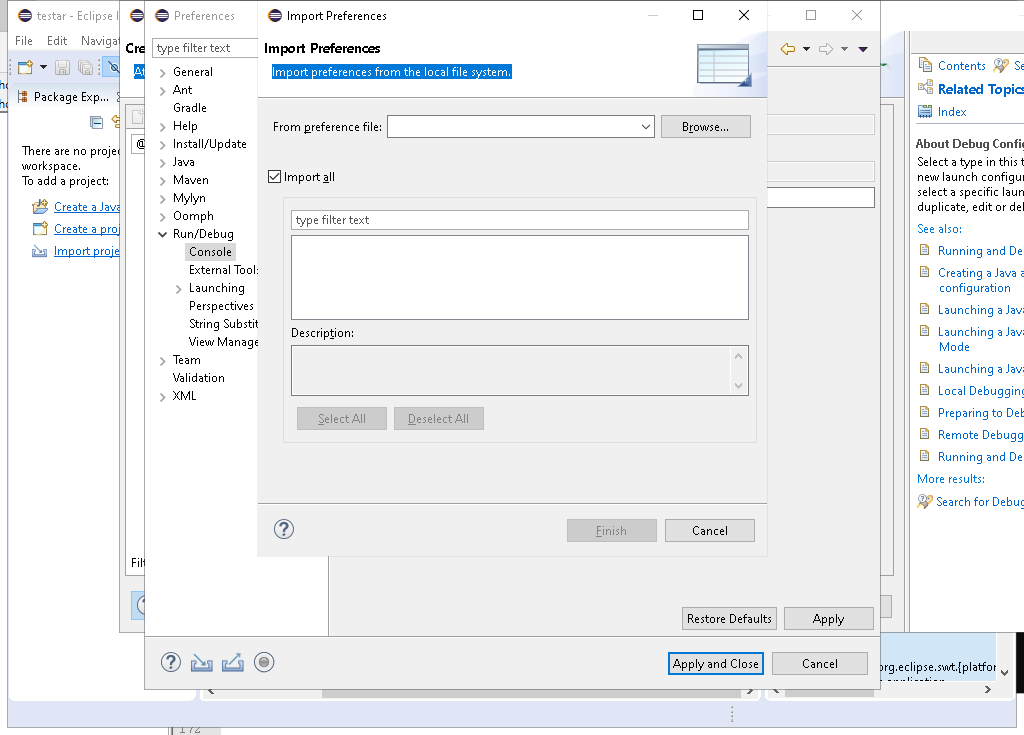 testar - Eclipse I
File Edit Navigat
Package Exp...
There are no projec
workspace.
To add a project:
Create a Java
Create a proj
Import proje
Cre
Filt
Preferences
type filter text
General
Ant
Gradle
Help
Install/Update
Java
Maven
Mylyn
Oomph
Run/Debug
Console
External Tools
Launching
Perspectives
String Substit
View Manage
Team
Validation
XML
Import Preferences
Import Preferences
Import preferences from the local file system.
From preference file:
Browse...
Import all
type filter text
Description:
Select All
Deselect All
Finish
Cancel
Restore Defaults
Apply
Apply and Close
Cancel
Contents
Se
Related Topics
Index
About Debug Config
Select a type in this t
new launch configur
select a specific laun
duplicate, edit or del
See also:
Running and De
Creating a Java a
configuration
Launching a Java
Launching a Java
Mode
Launching a Java
Local Debugging
Preparing to Deb
Remote Debugg
Running and De
More results:
Search for Debug
org.eclipse.swt.{platfor
172